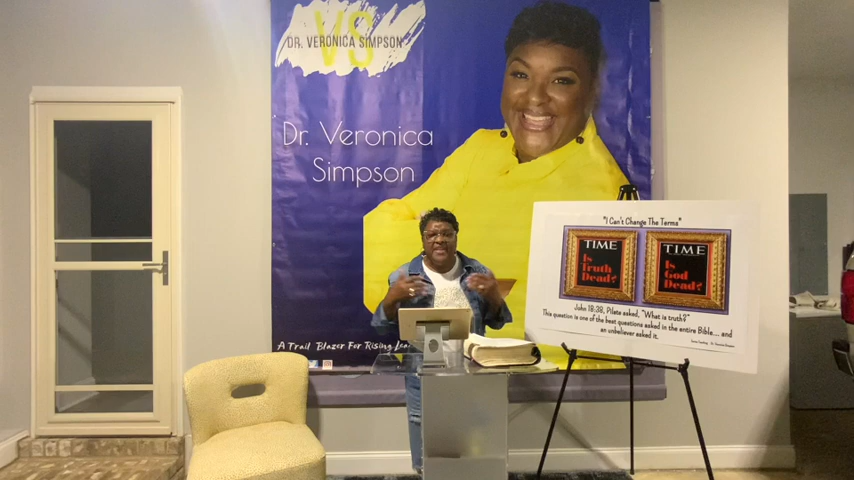 VS
DR. VERONICA SIMPSON
Dr. Veronica
Simpson
A Trail Blazer For Rising
"I Can't Change The Terms"
TIME
Is
Truth
Dead?
TIME
Is
God
Dead?
John 18:38, Pilate asked, "What is truth?"
This question is one of the best questions asked in the entire Bible... and
an unbeliever asked it.